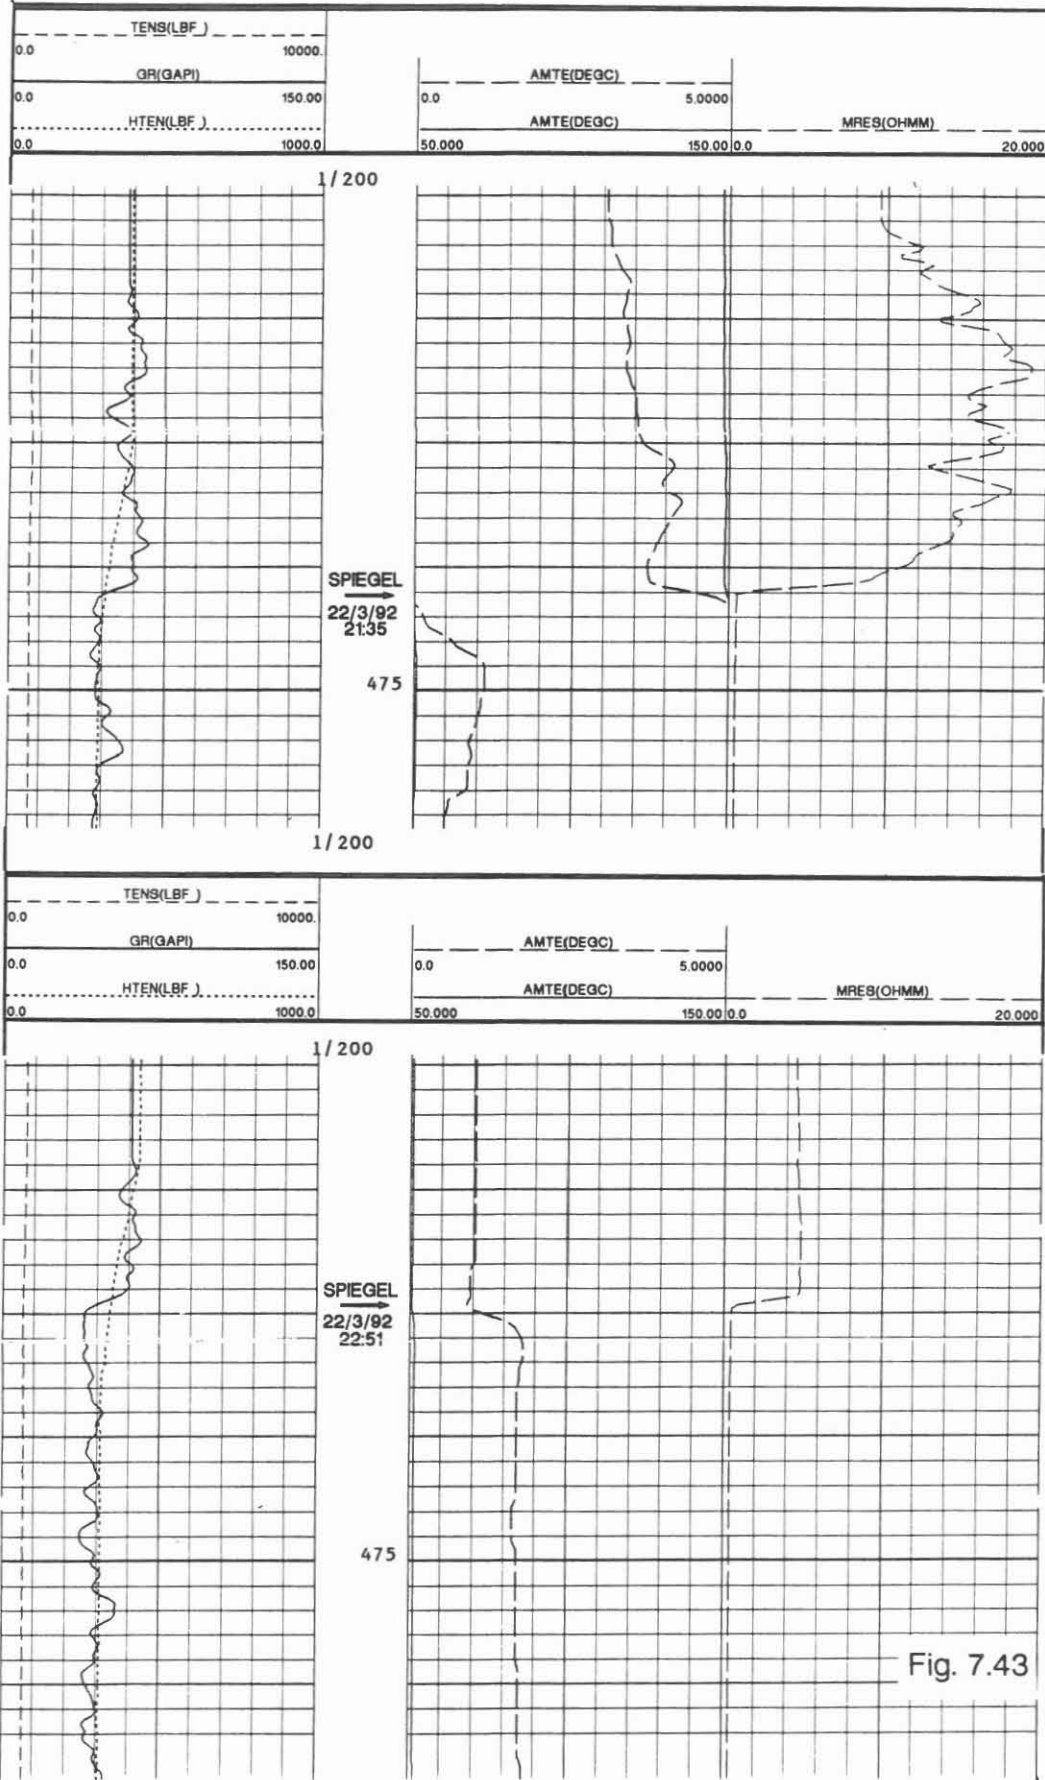 TENS(LBF )
0.0 10000.
GR(GAPI) AMTE(DEGC)
0.0 150.00 0.0 5.0000
HTEN(LBF ) AMTE(DEGC) MRES(OHMM)
0.0 1000.0 50.000 150.00 0.0 20.000
1/200
SPIEGEL
22/3/92
21:35
475
1/200
TENS(LBF )
0.0 10000.
GR(GAPI) AMTE(DEGC)
0.0 150.00 0.0 5.0000
HTEN(LBF ) AMTE(DEGC) MRES(OHMM)
0.0 1000.0 50.000 150.00 0.0 20.000
1/200
SPIEGEL
22/3/92
22:51
475
Fig. 7.43